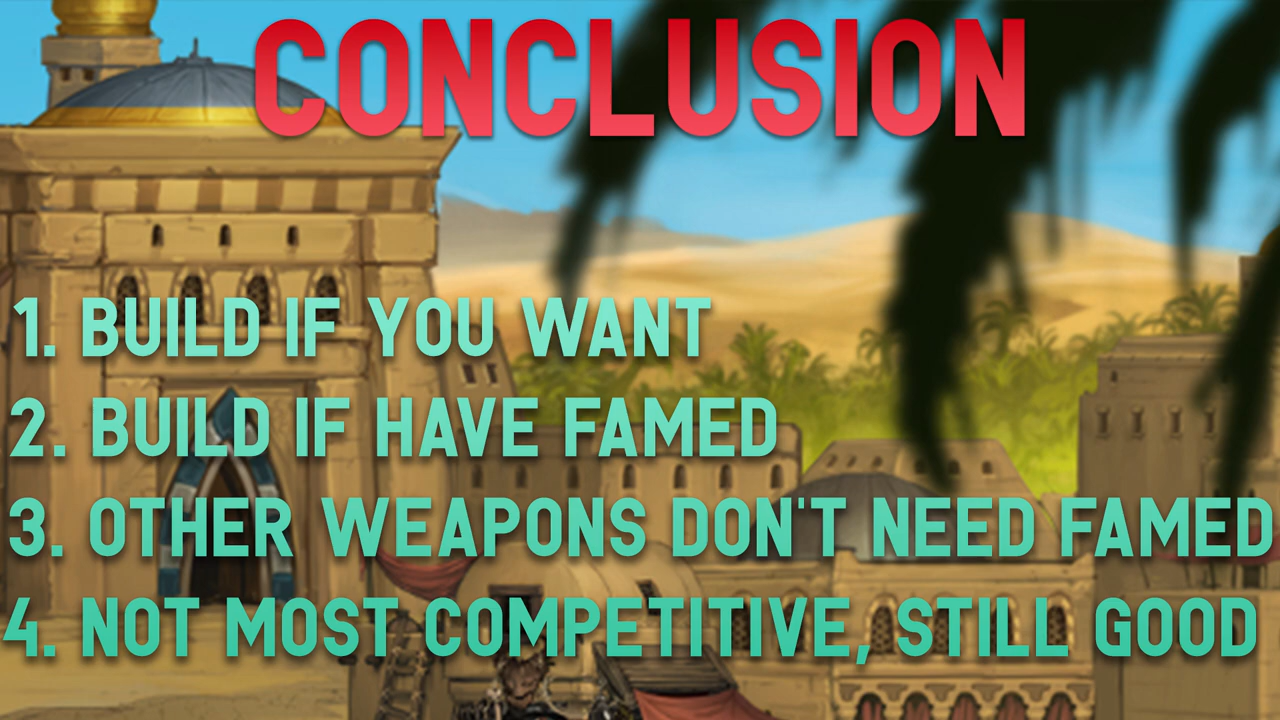 CONCLUSION
1. BUILD IF YOU WANT
2. BUILD IF HAVE FAMED
3. OTHER WEAPONS DON'T NEED FAMED
4. NOT MOST COMPETITIVE, STILL GOOD